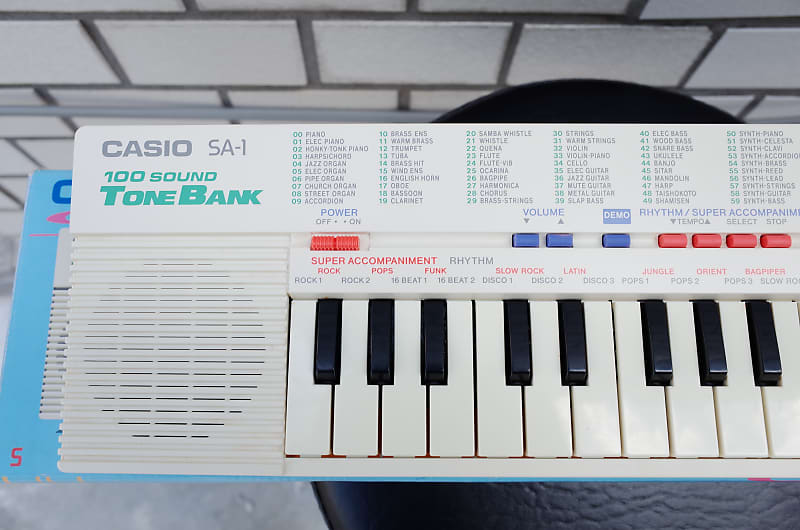 CASIO SA-1
100 SOUND
TONE BANK
00 PIANO
01 ELEC PIANO
02 HONKY-TONK PIANO
03 HARPSICHORD
04 JAZZ ORGAN
05 ELEC ORGAN
06 PIPE ORGAN
07 CHURCH ORGAN
08 STREET ORGAN
09 ACCORDION
10 BRASS ENS
11 WARM BRASS
12 TRUMPET
13 TUBA
14 BRASS HIT
15 WIND ENS
16 ENGLISH HORN
17 OBOE
18 BASSOON
19 CLARINET
20 SAMBA WHISTLE
21 WHISTLE
22 QUENA
23 FLUTE
24 FLUTE-VIB
25 OCARINA
26 BAGPIPE
27 HARMONICA
28 CHORUS
29 BRASS-STRINGS
30 STRINGS
31 WARM STRINGS
32 VIOLIN
33 VIOLIN-PIANO
34 CELLO
35 ELEC GUITAR
36 JAZZ GUITAR
37 MUTE GUITAR
38 METAL GUITAR
39 SLAP BASS
40 ELEC BASS
41 WOOD BASS
42 SNARE BASS
43 UKULELE
44 BANJO
45 SITAR
46 MANDOLIN
47 HARP
48 TAISHOKOTO
49 SHAMISEN
50 SYNTH-PIANO
51 SYNTH-CELESTA
52 SYNTH-CLAVI
53 SYNTH-ACCORDION
54 SYNTH-BRASS
55 SYNTH-REED
56 SYNTH-LEAD
57 SYNTH-STRINGS
58 SYNTH-GUITAR
59 SYNTH-BASS
POWER
OFF • • ON
VOLUME
▼ ▲
DEMO
RHYTHM / SUPER ACCOMPANIME
▼TEMPO▲ SELECT STOP
SUPER ACCOMPANIMENT RHYTHM
ROCK POPS FUNK SLOW ROCK LATIN JUNGLE ORIENT BAGPIPER
ROCK 1 ROCK 2 16 BEAT 1 16 BEAT 2 DISCO 1 DISCO 2 DISCO 3 POPS 1 POPS 2 POPS 3 SLOW ROC
S